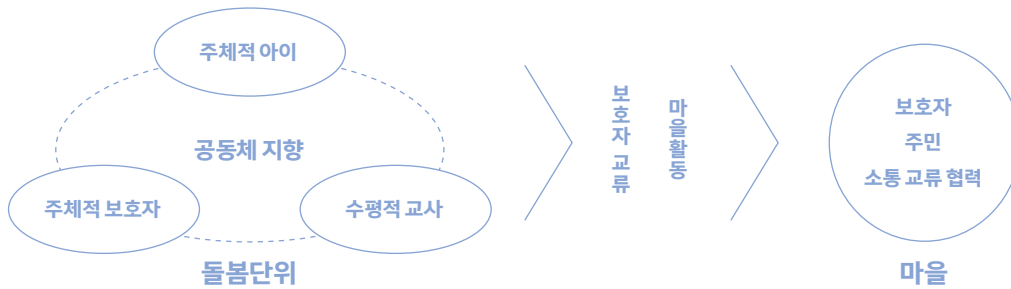 주체적 아이
공동체 지향
주체적 보호자
수평적 교사
돌봄단위
보호자 교류
마을활동
보호자
주민
소통 교류 협력
마을